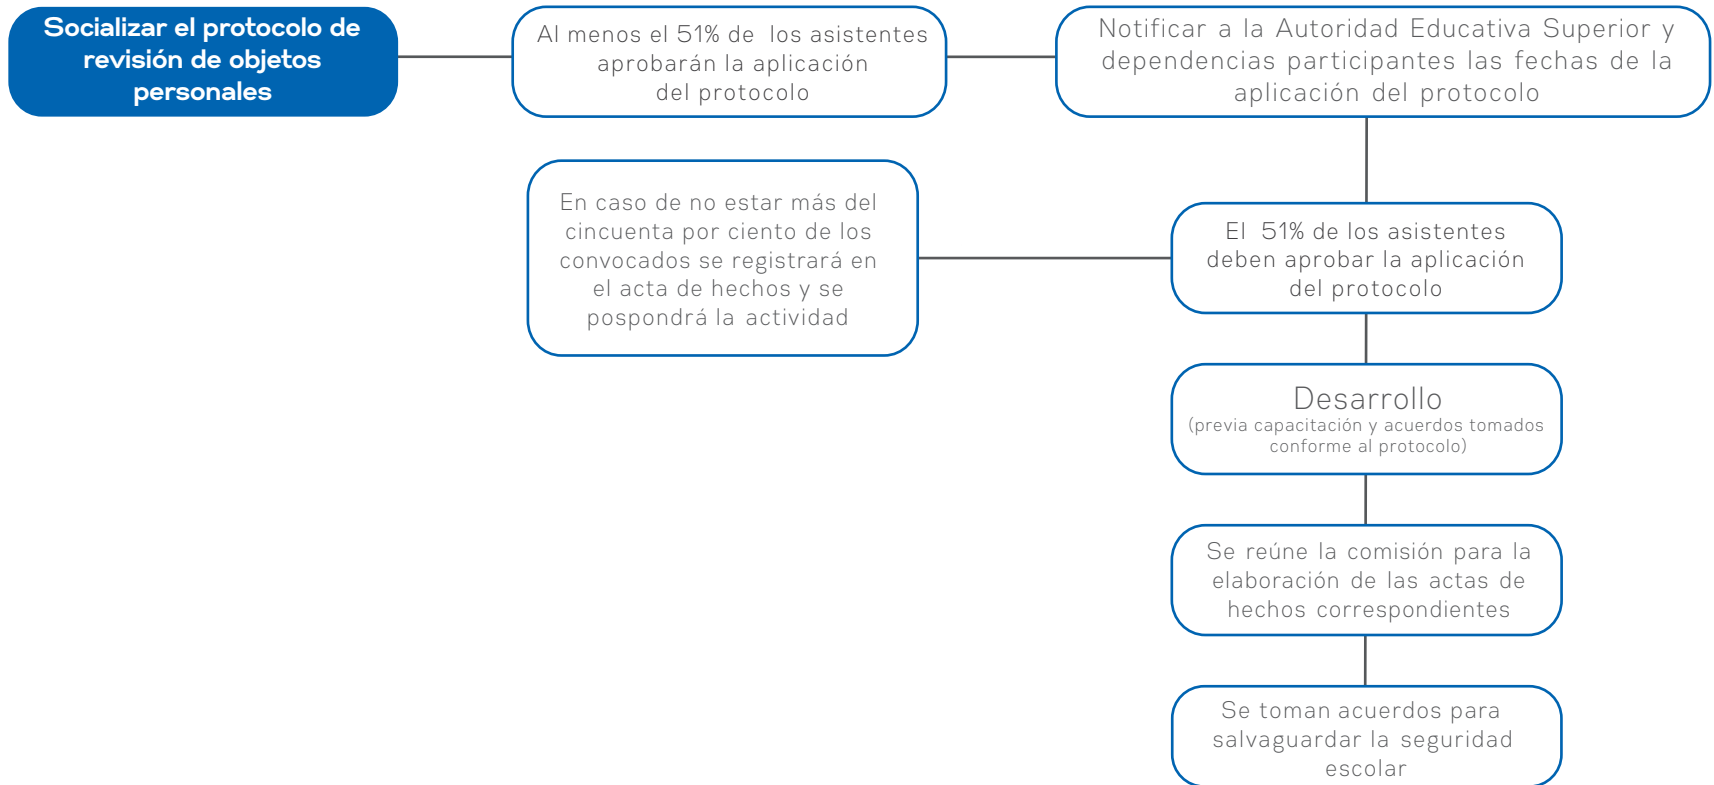 Socializar el protocolo de
revisión de objetos
personales
Al menos el 51% de los asistentes
aprobarán la aplicación
del protocolo
Notificar a la Autoridad Educativa Superior y
dependencias participantes las fechas de la
aplicación del protocolo
En caso de no estar más del
cincuenta por ciento de los
convocados se registrará en
el acta de hechos y se
pospondrá la actividad
El 51% de los asistentes
deben aprobar la aplicación
del protocolo
Desarrollo
(previa capacitación y acuerdos tomados
conforme al protocolo)
Se reúne la comisión para la
elaboración de las actas de
hechos correspondientes
Se toman acuerdos para
salvaguardar la seguridad
escolar